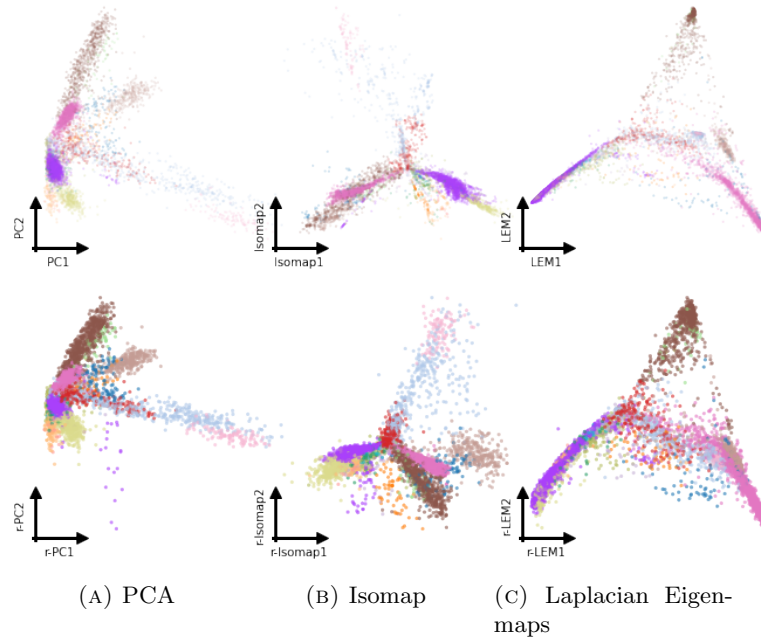 PC2
PC1
Isomap2
Isomap1
LEM2
LEM1
r-PC2
r-PC1
r-Isomap2
r-Isomap1
r-LEM2
r-LEM1
(A) PCA
(B) Isomap
(C) Laplacian Eigen-
maps